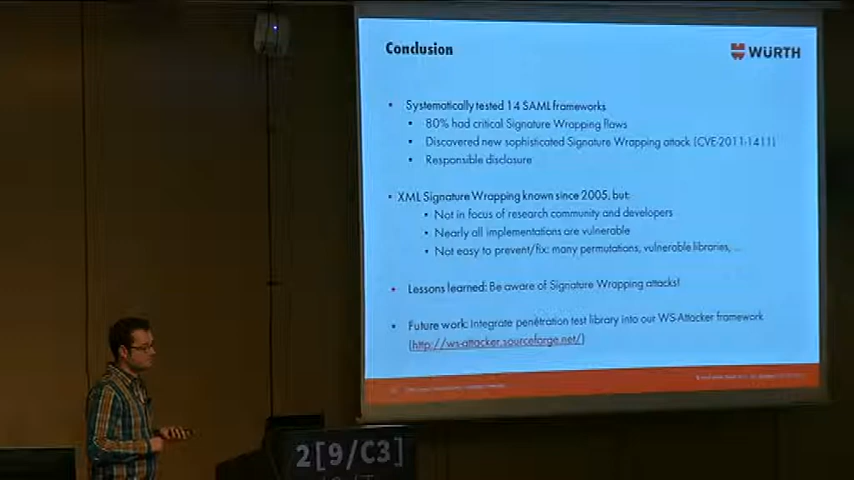 Conclusion
WÜRTH
• Systematically tested 14 SAML frameworks
• 80% had critical Signature Wrapping flaws
• Discovered new sophisticated Signature Wrapping attack (CVE-2011-1411)
• Responsible disclosure
• XML Signature Wrapping known since 2005, but:
• Not in focus of research community and developers
• Nearly all implementations are vulnerable
• Not easy to prevent/fix: many permutations, vulnerable libraries, ...
• Lessons learned: Be aware of Signature Wrapping attacks!
• Future work: Integrate penetration test library into our WS-Attacker framework
(http://ws-attacker.sourceforge.net/)
2[9/C3]